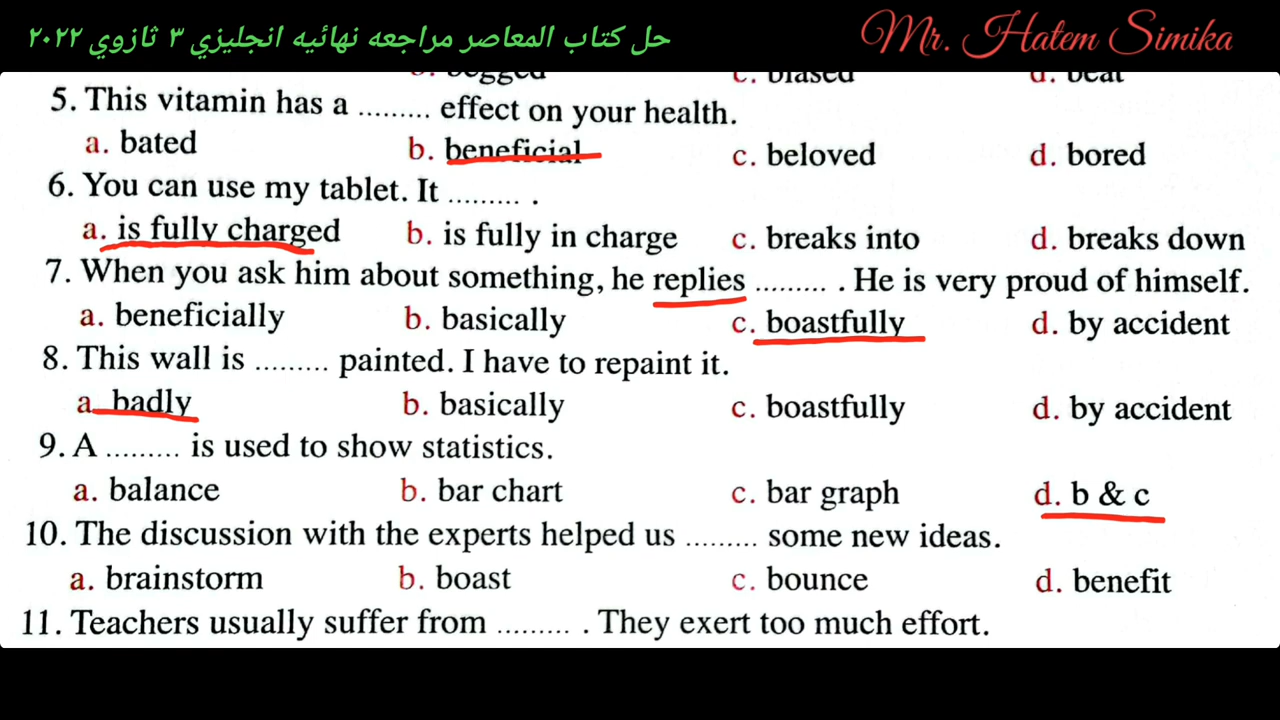 حل كتاب المعاصر مراجعه نهائيه انجليزي ٣ ثازوي ٢٠٢٢
Mr. Hatem Simika
b. begged c. biased d. beat
5. This vitamin has a ......... effect on your health.
a. bated b. beneficial c. beloved d. bored
6. You can use my tablet. It ......... .
a. is fully charged b. is fully in charge c. breaks into d. breaks down
7. When you ask him about something, he replies ......... . He is very proud of himself.
a. beneficially b. basically c. boastfully d. by accident
8. This wall is ......... painted. I have to repaint it.
a. badly b. basically c. boastfully d. by accident
9. A ......... is used to show statistics.
a. balance b. bar chart c. bar graph d. b & c
10. The discussion with the experts helped us ......... some new ideas.
a. brainstorm b. boast c. bounce d. benefit
11. Teachers usually suffer from ......... . They exert too much effort.